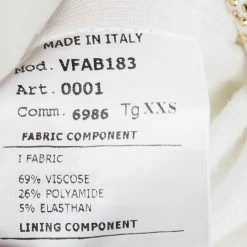 MADE IN ITALY
Mod. VFAB183
Art. 0001
Comm. 6986 Tg XXS
FABRIC COMPONENT
I FABRIC
69% VISCOSE
26% POLYAMIDE
5% ELASTHAN
LINING COMPONENT